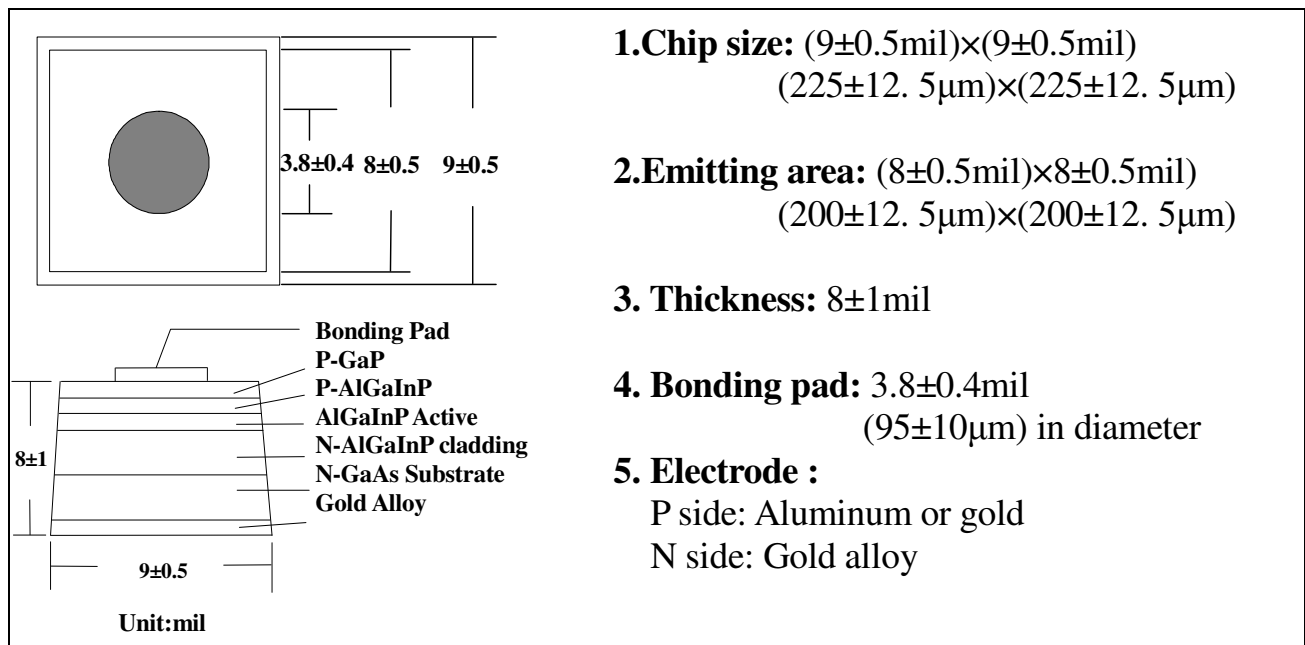 3.8±0.4 8±0.5 9±0.5
Bonding Pad
P-GaP
P-AlGaInP
AlGaInP Active
N-AlGaInP cladding
N-GaAs Substrate
Gold Alloy
8±1
9±0.5
Unit:mil
1.Chip size: (9±0.5mil)×(9±0.5mil)
(225±12. 5μm)×(225±12. 5μm)
2.Emitting area: (8±0.5mil)×8±0.5mil)
(200±12. 5μm)×(200±12. 5μm)
3. Thickness: 8±1mil
4. Bonding pad: 3.8±0.4mil
(95±10μm) in diameter
5. Electrode :
P side: Aluminum or gold
N side: Gold alloy